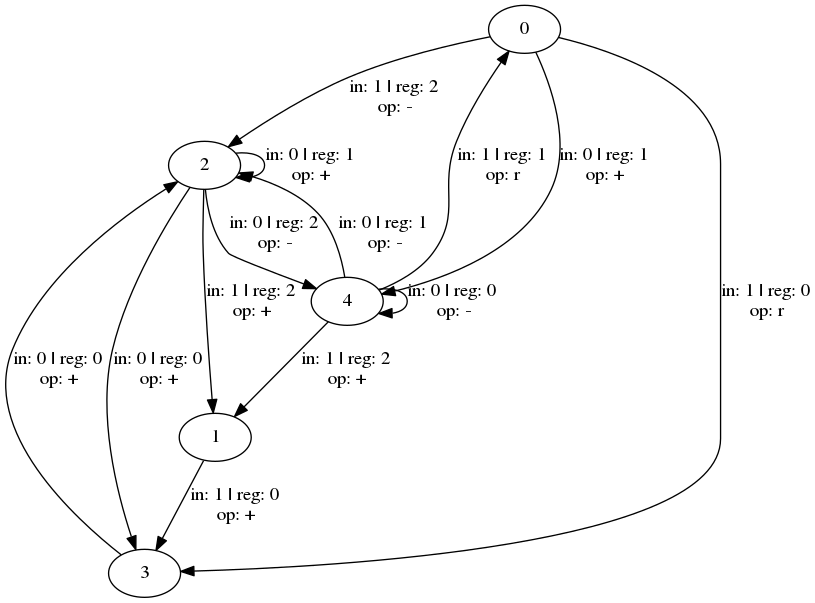 0
in: 1 | reg: 2
op: -
2
in: 0 | reg: 1
op: +
in: 1 | reg: 1
op: r
in: 0 | reg: 1
op: +
in: 0 | reg: 2
op: -
in: 0 | reg: 1
op: -
4
in: 1 | reg: 2
op: +
in: 0 | reg: 0
op: -
in: 1 | reg: 0
op: r
in: 0 | reg: 0
op: +
in: 0 | reg: 0
op: +
in: 1 | reg: 2
op: +
1
in: 1 | reg: 0
op: +
3